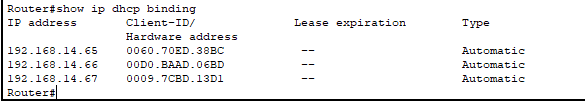 Router#show ip dhcp binding
IP address       Client-ID/              Lease expiration        Type
                 Hardware address
192.168.14.65    0060.70ED.38BC           --                     Automatic
192.168.14.66    00D0.BAAD.06BD           --                     Automatic
192.168.14.67    0009.7CBD.13D1           --                     Automatic
Router#